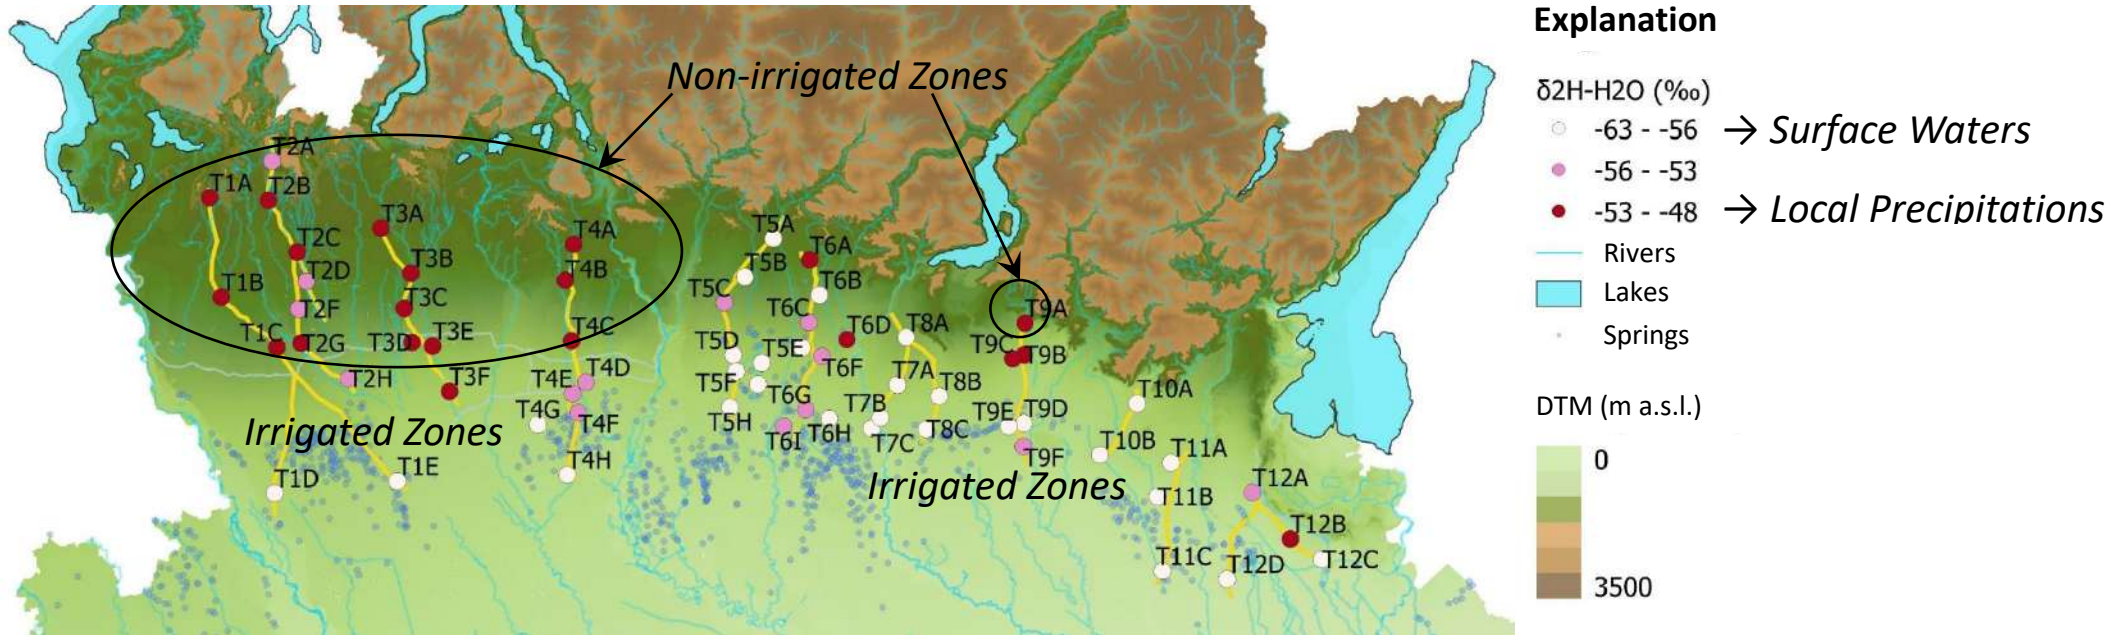 Explanation
Non-irrigated Zones
δ2H-H2O (‰)
-63 - -56 → Surface Waters
-56 - -53
-53 - -48 → Local Precipitations
Rivers
Lakes
Springs
DTM (m a.s.l.)
0
3500
T2A
T1A
T2B
T3A
T2C
T4A
T5A
T6A
T2D
T3B
T4B
T5B
T6B
T1B
T2F
T3C
T5C
T6C
T9A
T1C
T2G
T3D
T3E
T4C
T5D
T5E
T6D
T8A
T9C
T9B
T2H
T3F
T4E
T4D
T5F
T6F
T7A
T8B
T10A
T4G
T4F
T5H
T6G
T7B
T9E
T9D
Irrigated Zones
T6I
T6H
T7C
T8C
T10B
T11A
T1D
T1E
T4H
T9F
Irrigated Zones
T12A
T11B
T12B
T11C
T12D
T12C